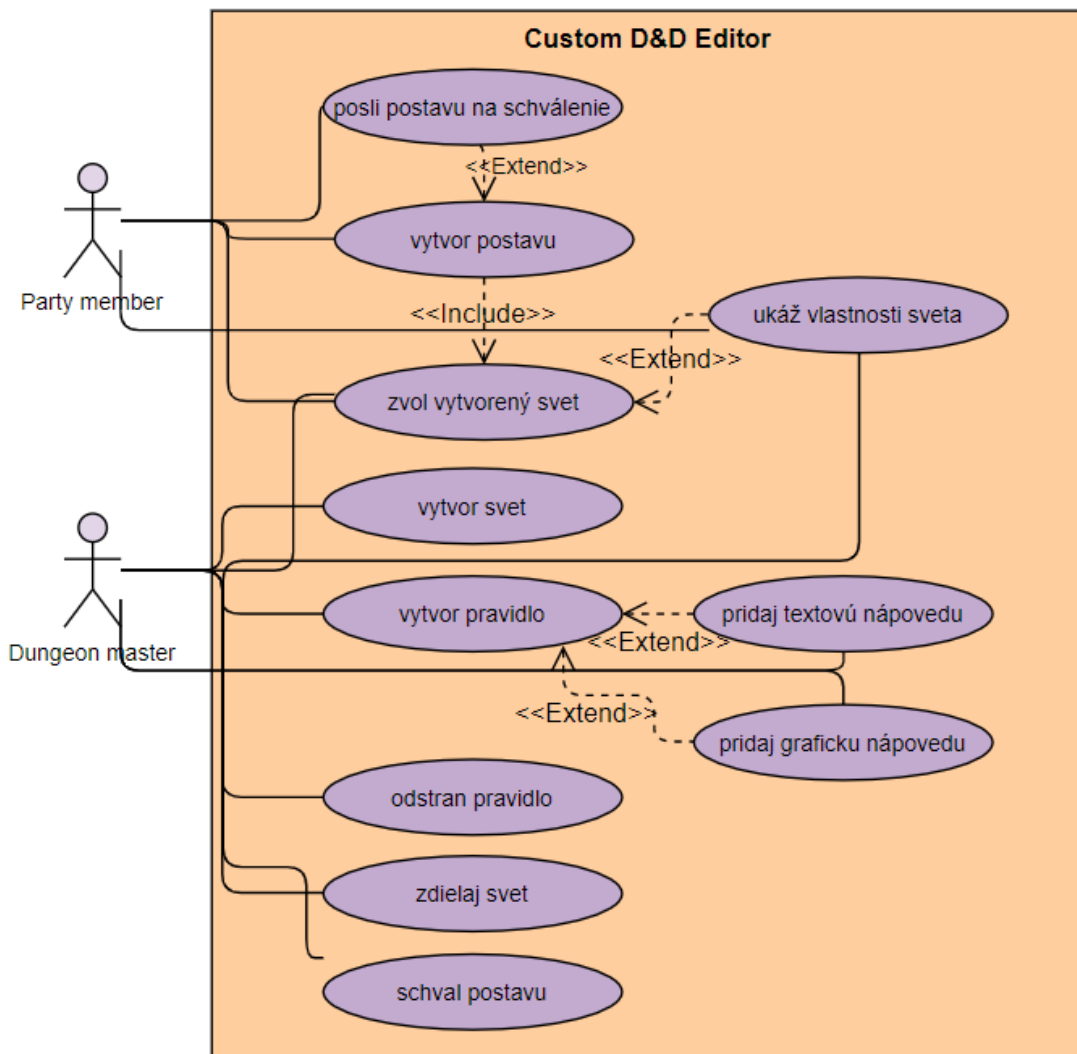 Custom D&D Editor
posli postavu na schválenie
<<Extend>>
vytvor postavu
Party member
<<Include>>
ukáž vlastnosti sveta
<<Extend>>
zvol vytvorený svet
vytvor svet
vytvor pravidlo
pridaj textovú nápovedu
<<Extend>>
Dungeon master
<<Extend>>
pridaj graficku nápovedu
odstran pravidlo
zdielaj svet
schval postavu